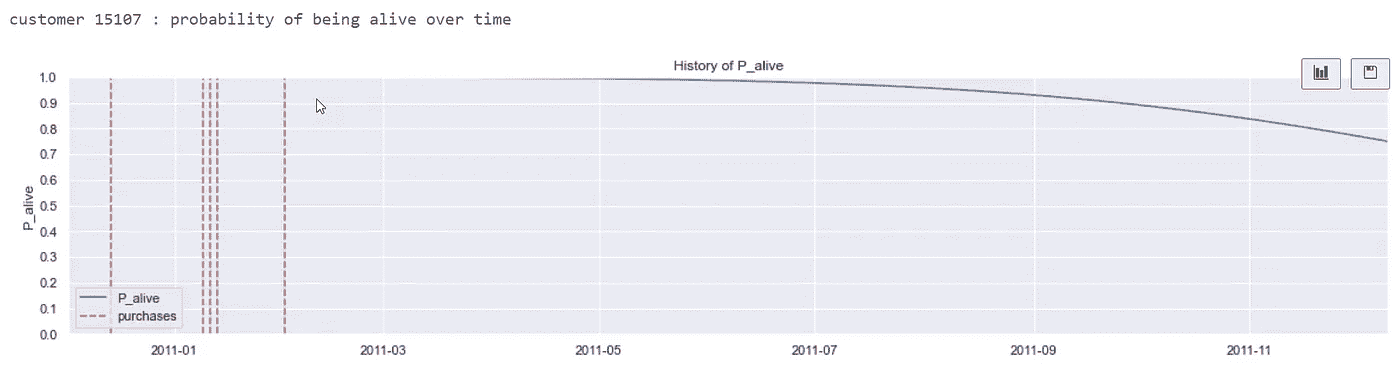 customer 15107 : probability of being alive over time
History of P_alive
1.0
0.9
0.8
0.7
0.6
0.5
0.4
0.3
0.2
0.1
0.0
P_alive
P_alive
purchases
2011-01 2011-03 2011-05 2011-07 2011-09 2011-11